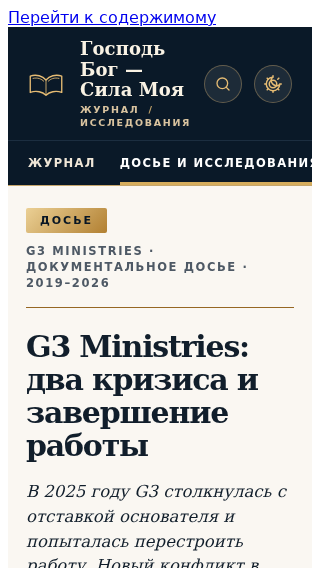 Перейти к содержимому
Господь
Бог —
Сила Моя
ЖУРНАЛ /
ИССЛЕДОВАНИЯ
ЖУРНАЛ ДОСЬЕ И ИССЛЕДОВАНИЯ
ДОСЬЕ
G3 MINISTRIES ·
ДОКУМЕНТАЛЬНОЕ ДОСЬЕ ·
2019–2026
G3 Ministries:
два кризиса и
завершение
работы
В 2025 году G3 столкнулась с
отставкой основателя и
попыталась перестроить
работу. Новый конфликт в